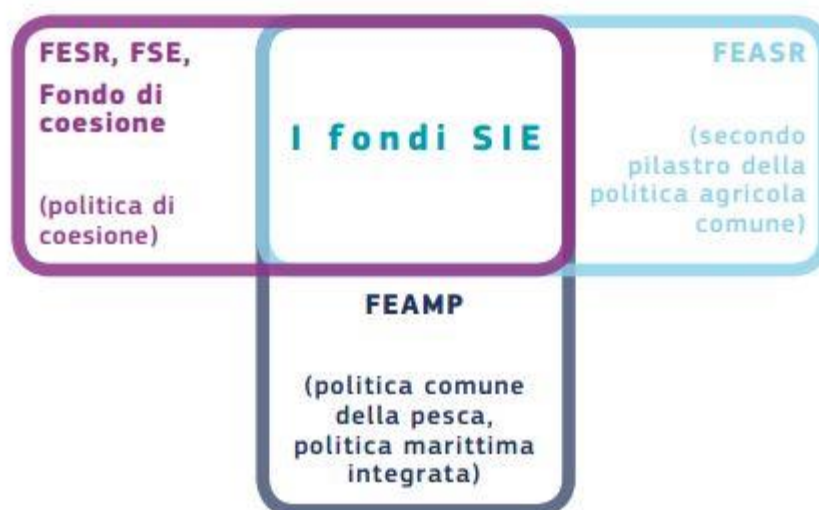 FESR, FSE,
Fondo di
coesione
(politica di
coesione)
I fondi SIE
FEASR
(secondo
pilastro della
politica agricola
comune)
FEAMP
(politica comune
della pesca,
politica marittima
integrata)